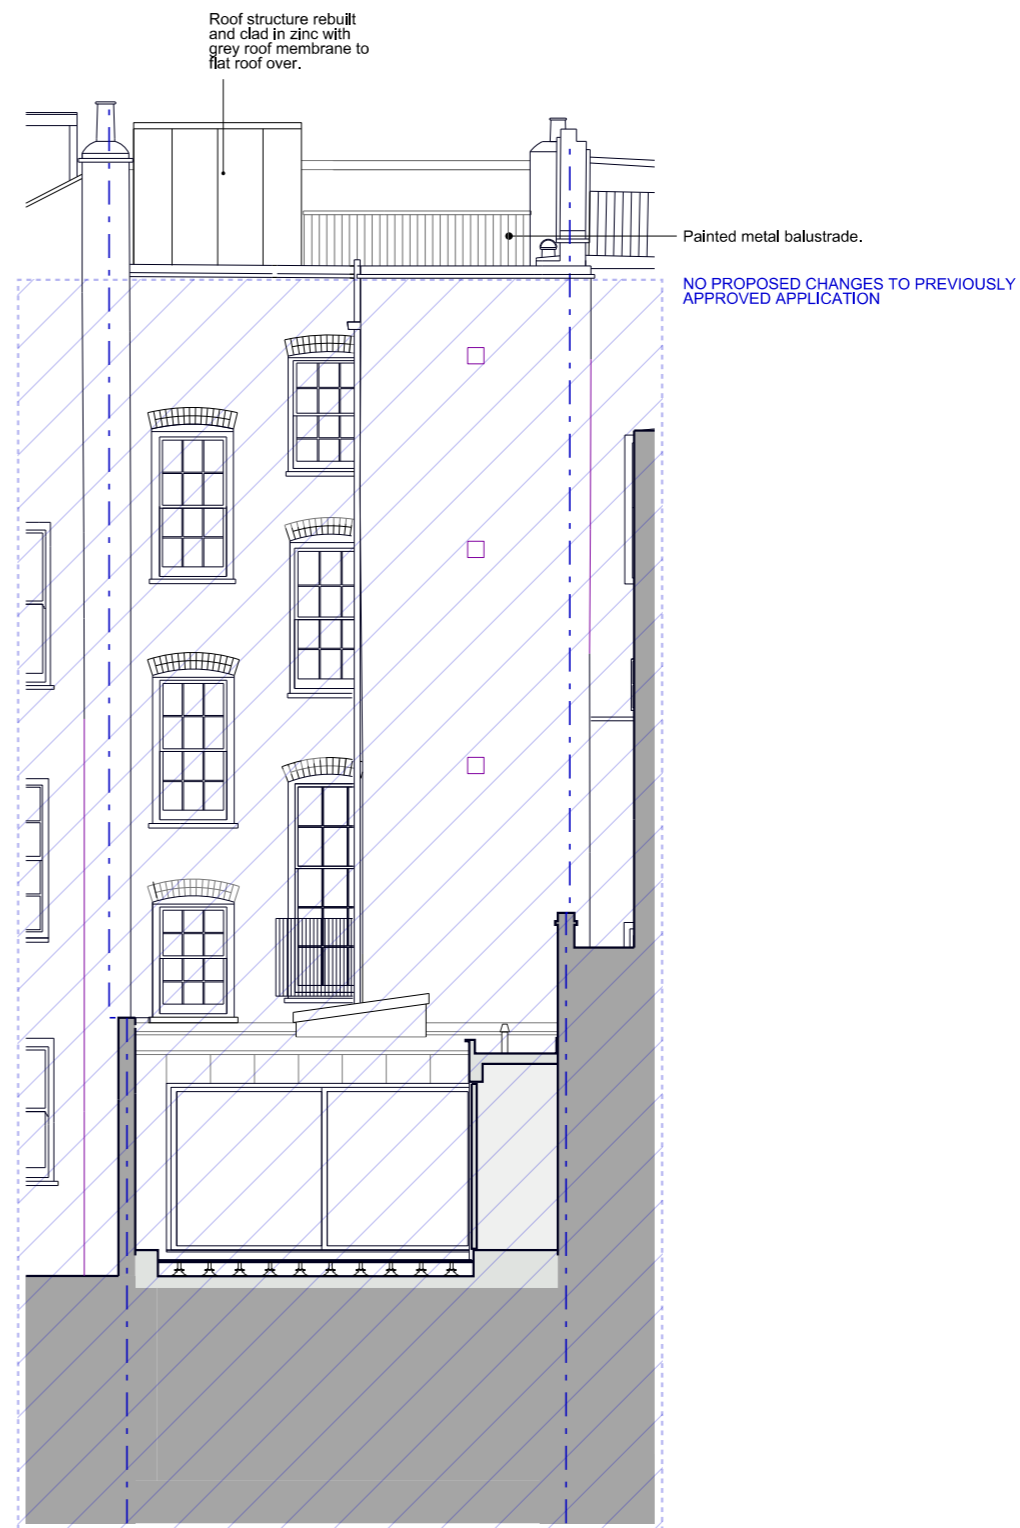 Roof structure rebuilt
and clad in zinc with
grey roof membrane to
flat roof over.
Painted metal balustrade.
NO PROPOSED CHANGES TO PREVIOUSLY
APPROVED APPLICATION